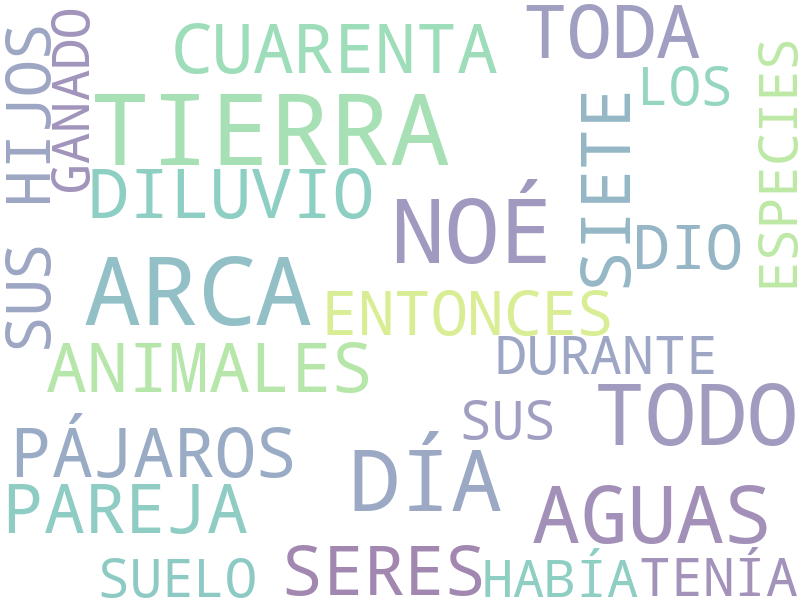 CUARENTA
TODA
LOS
HIJOS
GANADO
TIERRA
SIETE
ESPECIES
DILUVIO
NOÉ
DIO
SUS
ARCA
ENTONCES
ANIMALES
DURANTE
TODO
SUS
PÁJAROS
DÍA
PAREJA
AGUAS
SUELO
SERES
HABÍA
TENÍA